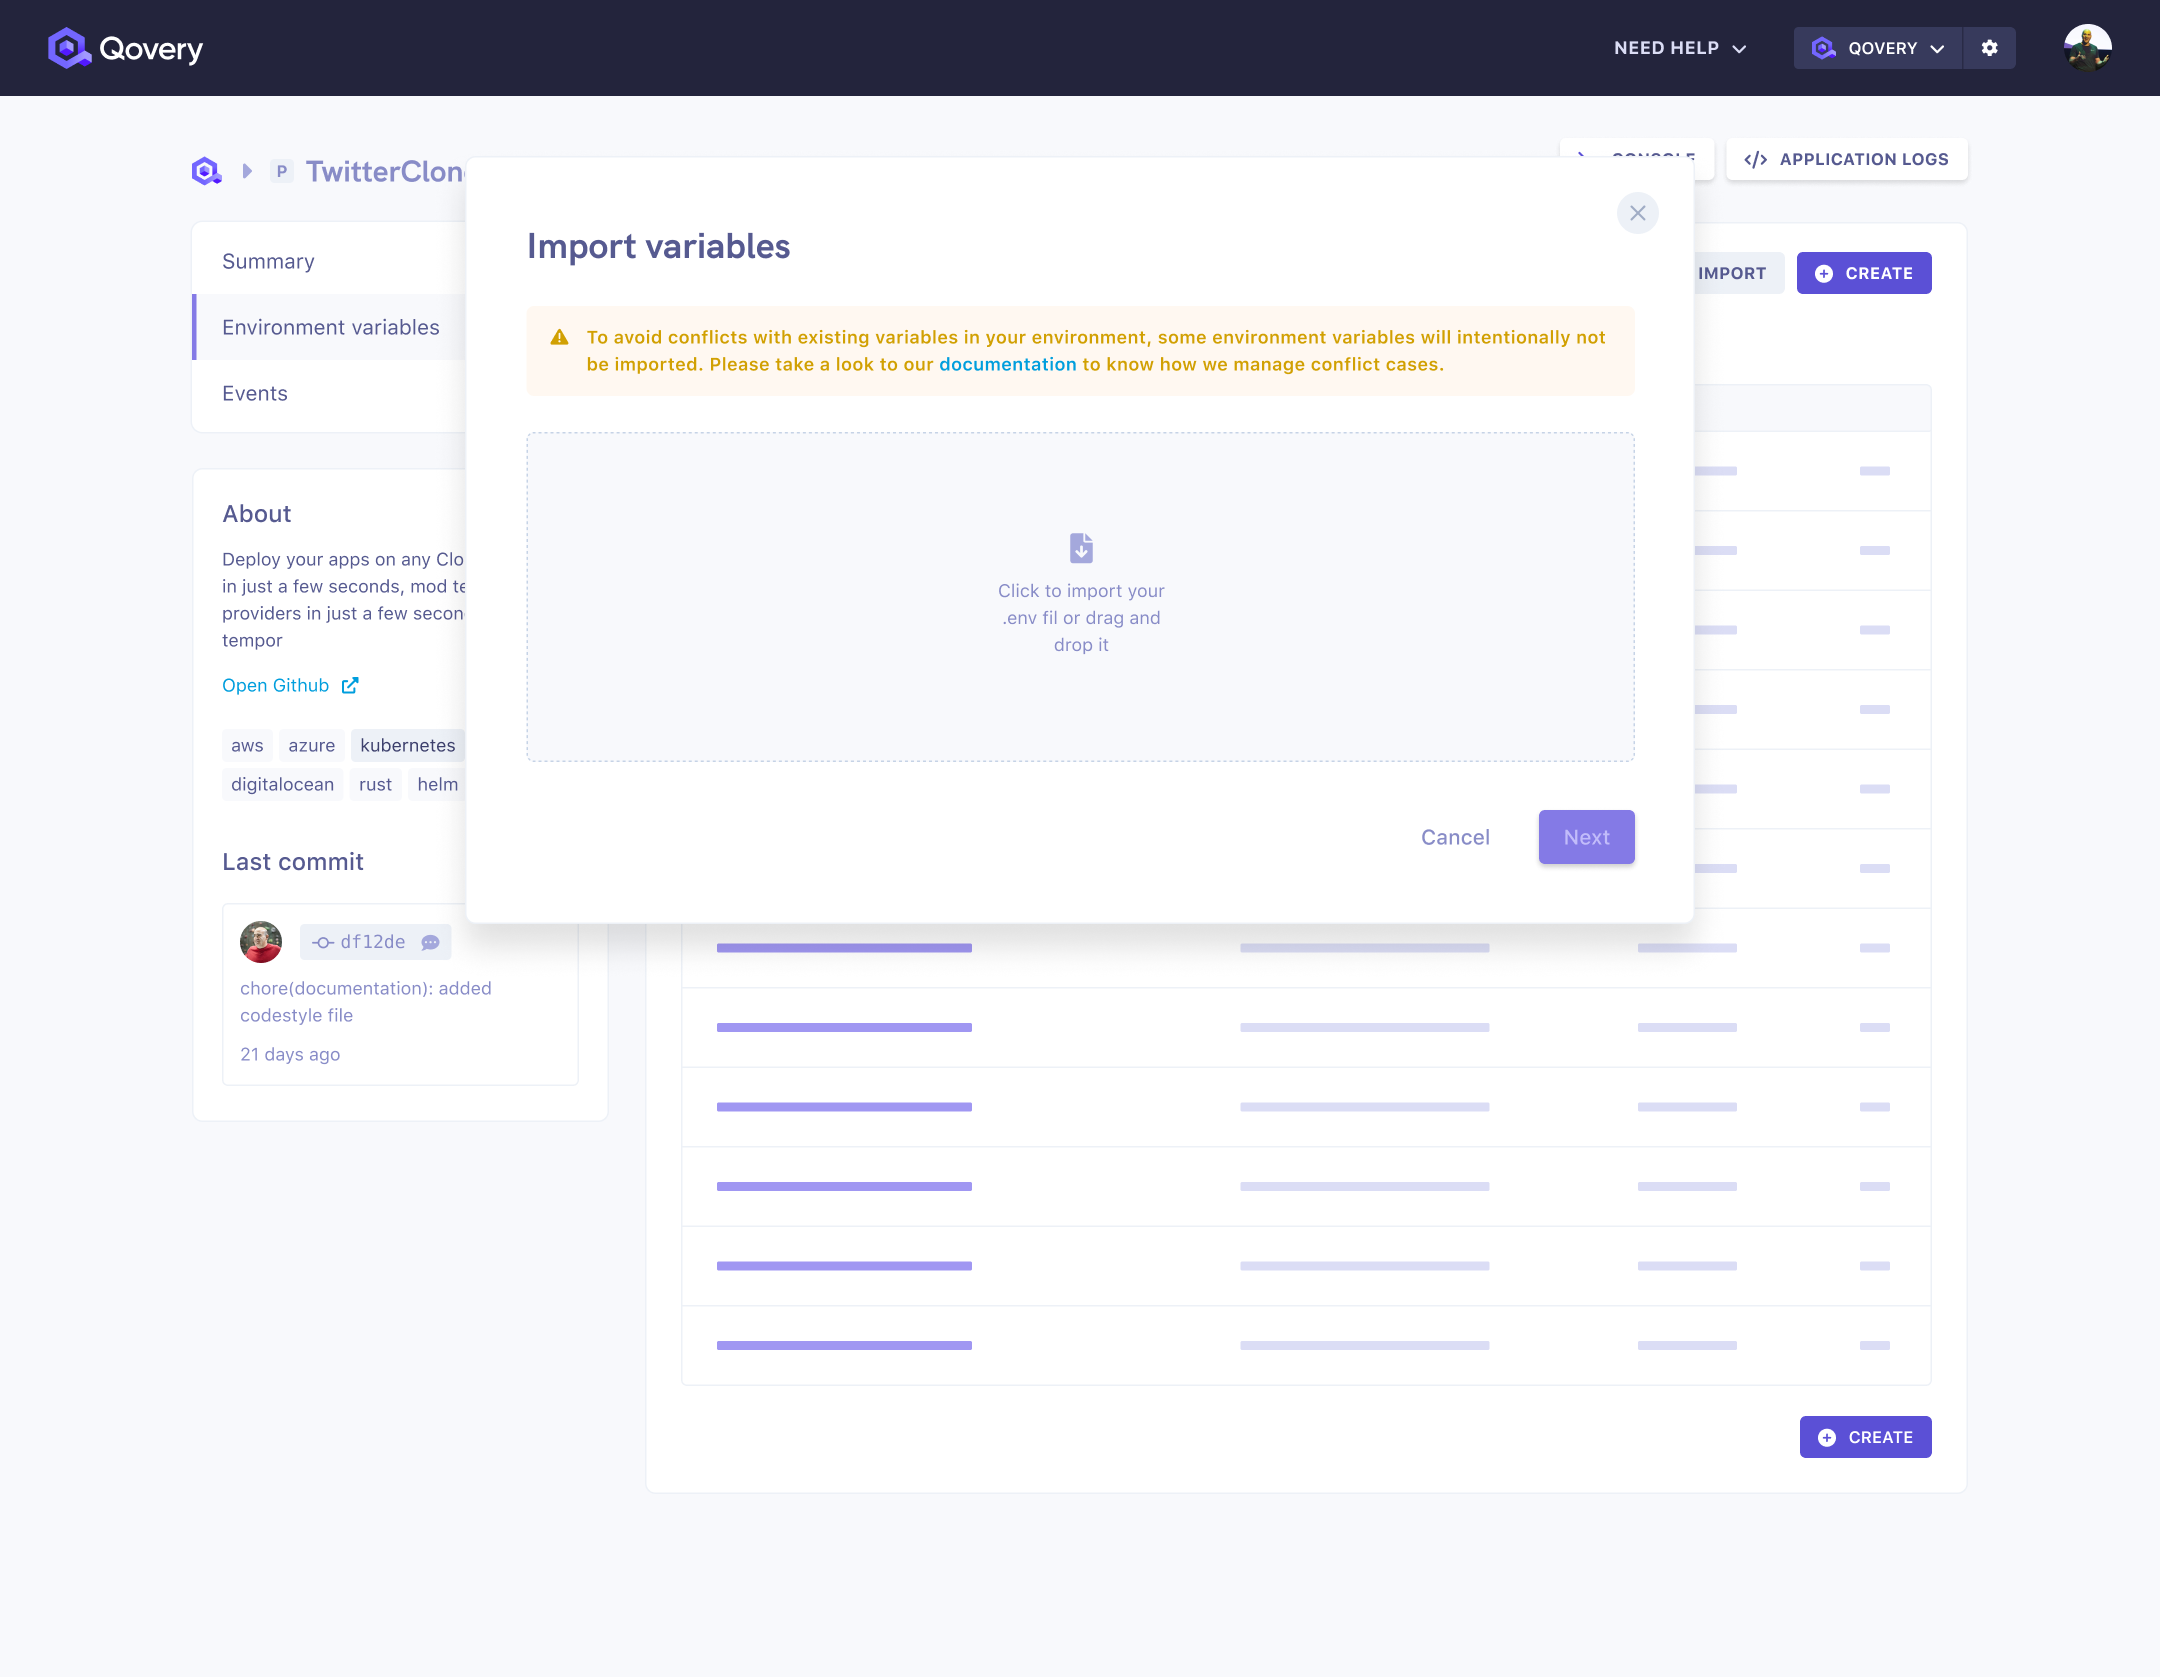 Qovery
NEED HELP
QOVERY
P
TwitterClon
CONSOLE
APPLICATION LOGS
Summary
Environment variables
Events
IMPORT
CREATE
Import variables
To avoid conflicts with existing variables in your environment, some environment variables will intentionally not
be imported. Please take a look to our documentation to know how we manage conflict cases.
Click to import your
.env fil or drag and
drop it
Cancel
Next
About
Deploy your apps on any Clo
in just a few seconds, mod te
providers in just a few secon
tempor
Open Github
aws
azure
kubernetes
digitalocean
rust
helm
Last commit
df12de
chore(documentation): added
codestyle file
21 days ago
CREATE